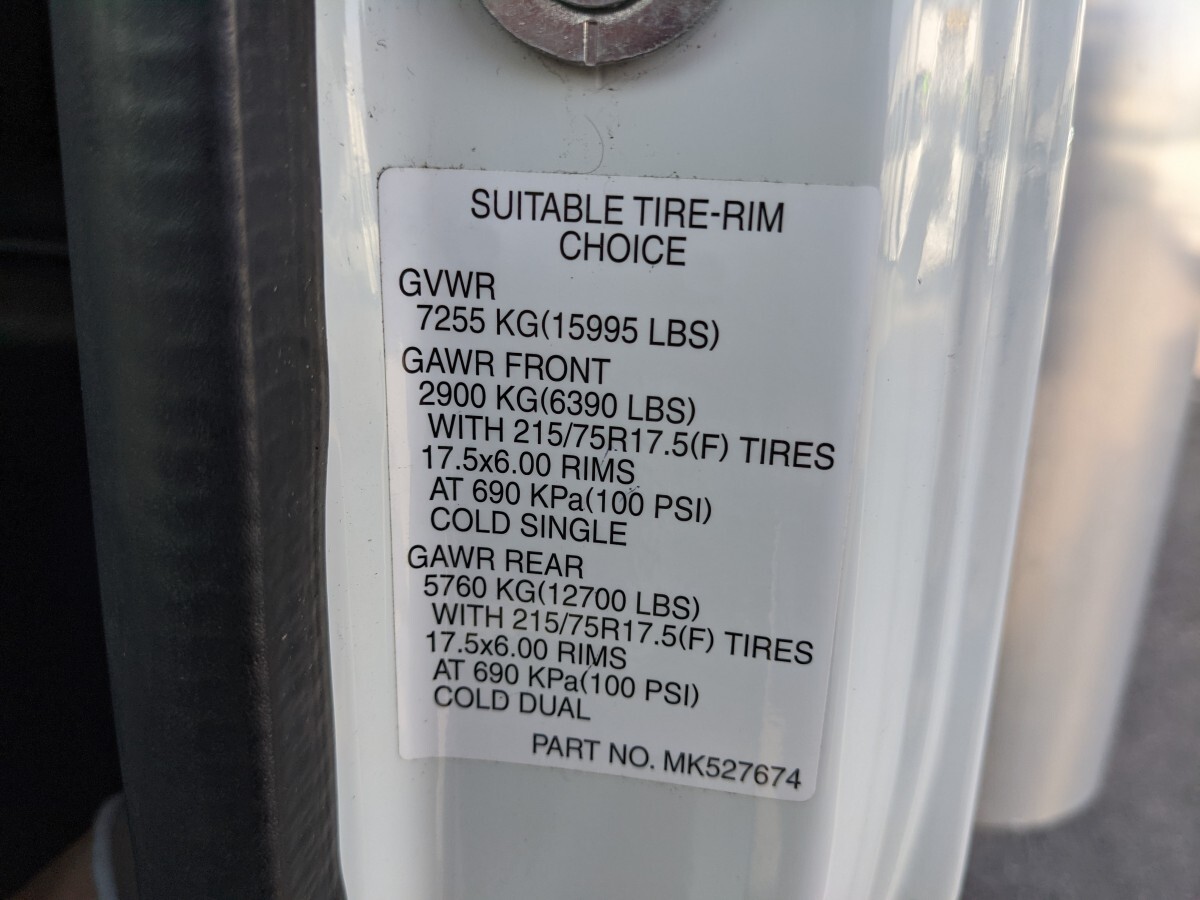 SUITABLE TIRE-RIM
CHOICE
GVWR
7255 KG(15995 LBS)
GAWR FRONT
2900 KG(6390 LBS)
WITH 215/75R17.5(F) TIRES
17.5x6.00 RIMS
AT 690 KPa(100 PSI)
COLD SINGLE
GAWR REAR
5760 KG(12700 LBS)
WITH 215/75R17.5(F) TIRES
17.5x6.00 RIMS
AT 690 KPa(100 PSI)
COLD DUAL
PART NO. MK527674